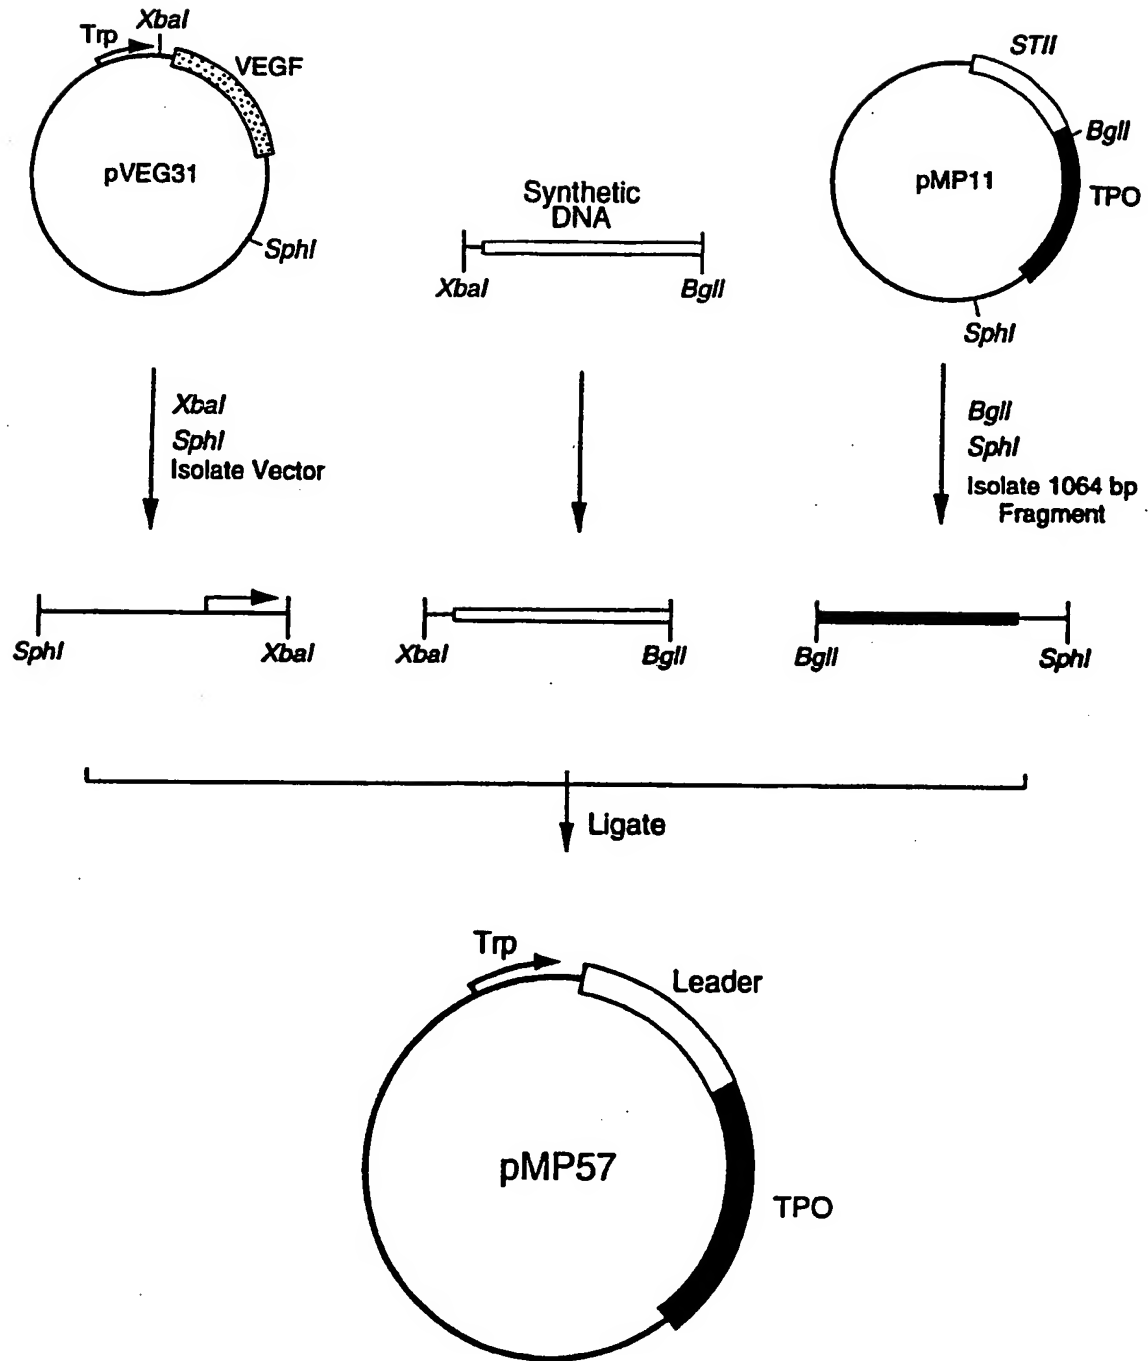 Trp
XbaI
VEGF
pVEG31
SphI
Synthetic
DNA
XbaI
BglI
STII
BglI
pMP11
TPO
SphI
XbaI
SphI
Isolate Vector
BglI
SphI
Isolate 1064 bp
Fragment
SphI
XbaI
XbaI
BglI
BglI
SphI
Ligate
Trp
Leader
pMP57
TPO